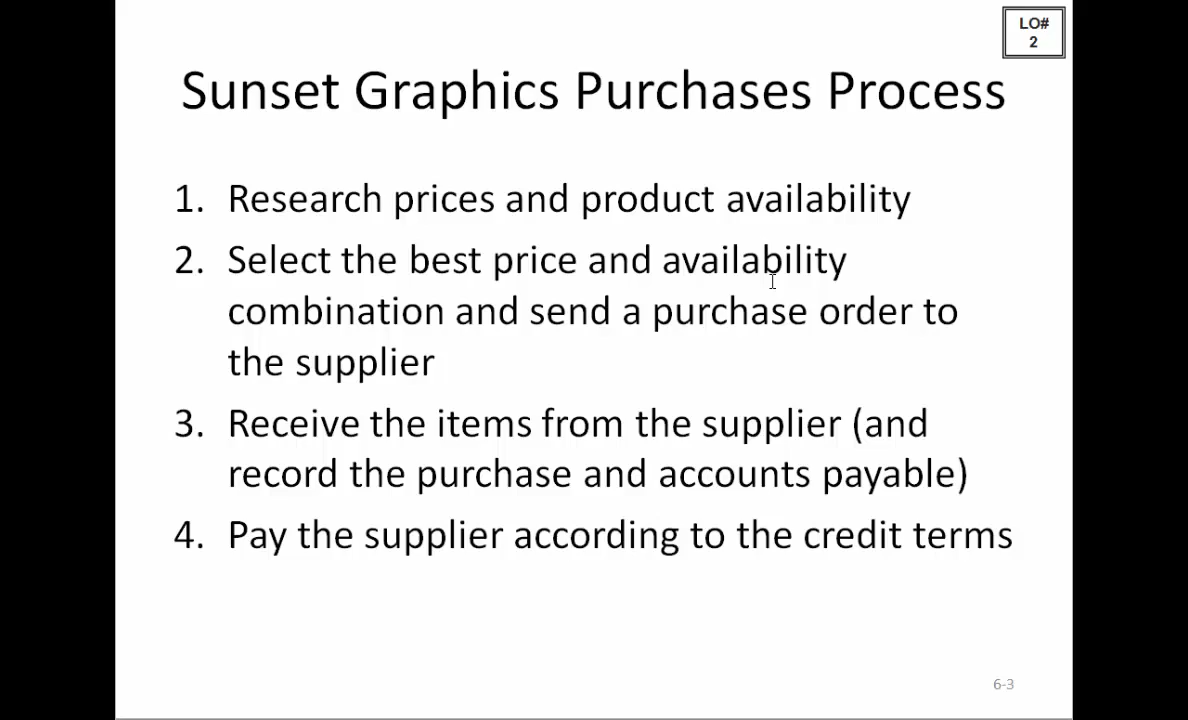 LO#
2
Sunset Graphics Purchases Process
1. Research prices and product availability
2. Select the best price and availability
combination and send a purchase order to
the supplier
3. Receive the items from the supplier (and
record the purchase and accounts payable)
4. Pay the supplier according to the credit terms
6-3